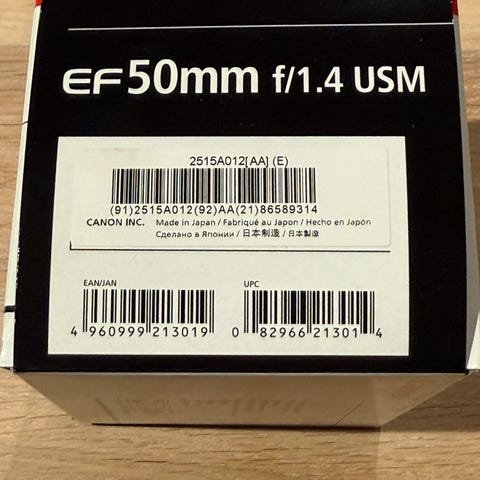 EF50mm f/1.4 USM
2515A012[AA] (E)
(91)2515A012(92)AA(21)86589314
CANON INC. Made in Japan / Fabriqué au Japon / Hecho en Japón
Сделано в Японии / 日本制造 / 日本製造
EAN/JAN UPC
4 960999 213019 0 82966 21301 4